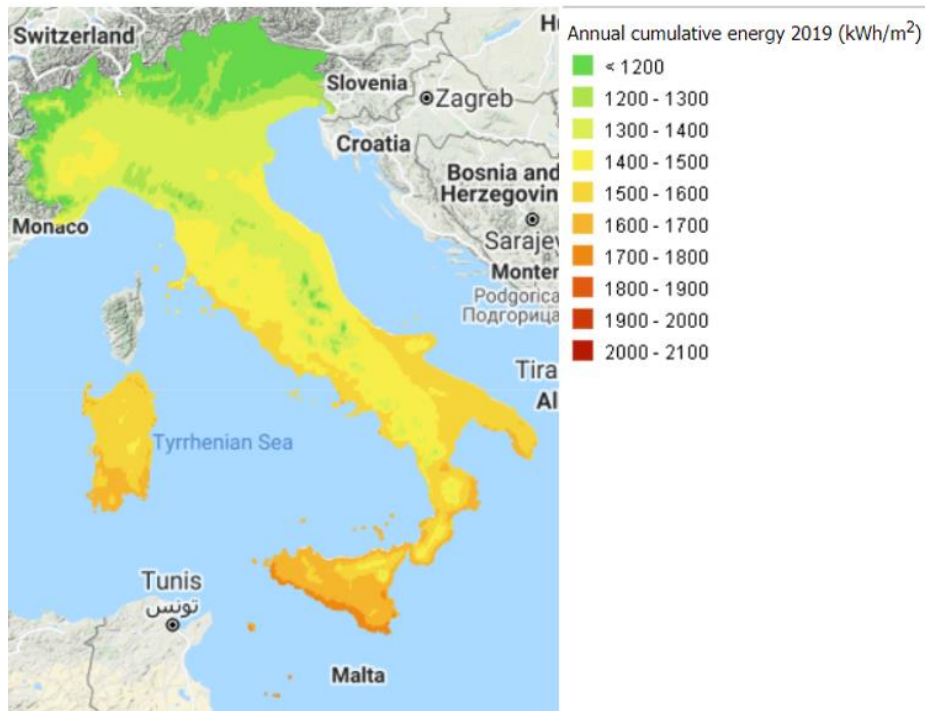 Switzerland
Hu
Slovenia
Zagreb
Croatia
Bosnia and
Herzegovin
Monaco
Sarajev
Monten
Podgorica
Подгорица
Tira
Al
Tyrrhenian Sea
Tunis
تونس
Malta
Annual cumulative energy 2019 (kWh/m²)
< 1200
1200 - 1300
1300 - 1400
1400 - 1500
1500 - 1600
1600 - 1700
1700 - 1800
1800 - 1900
1900 - 2000
2000 - 2100